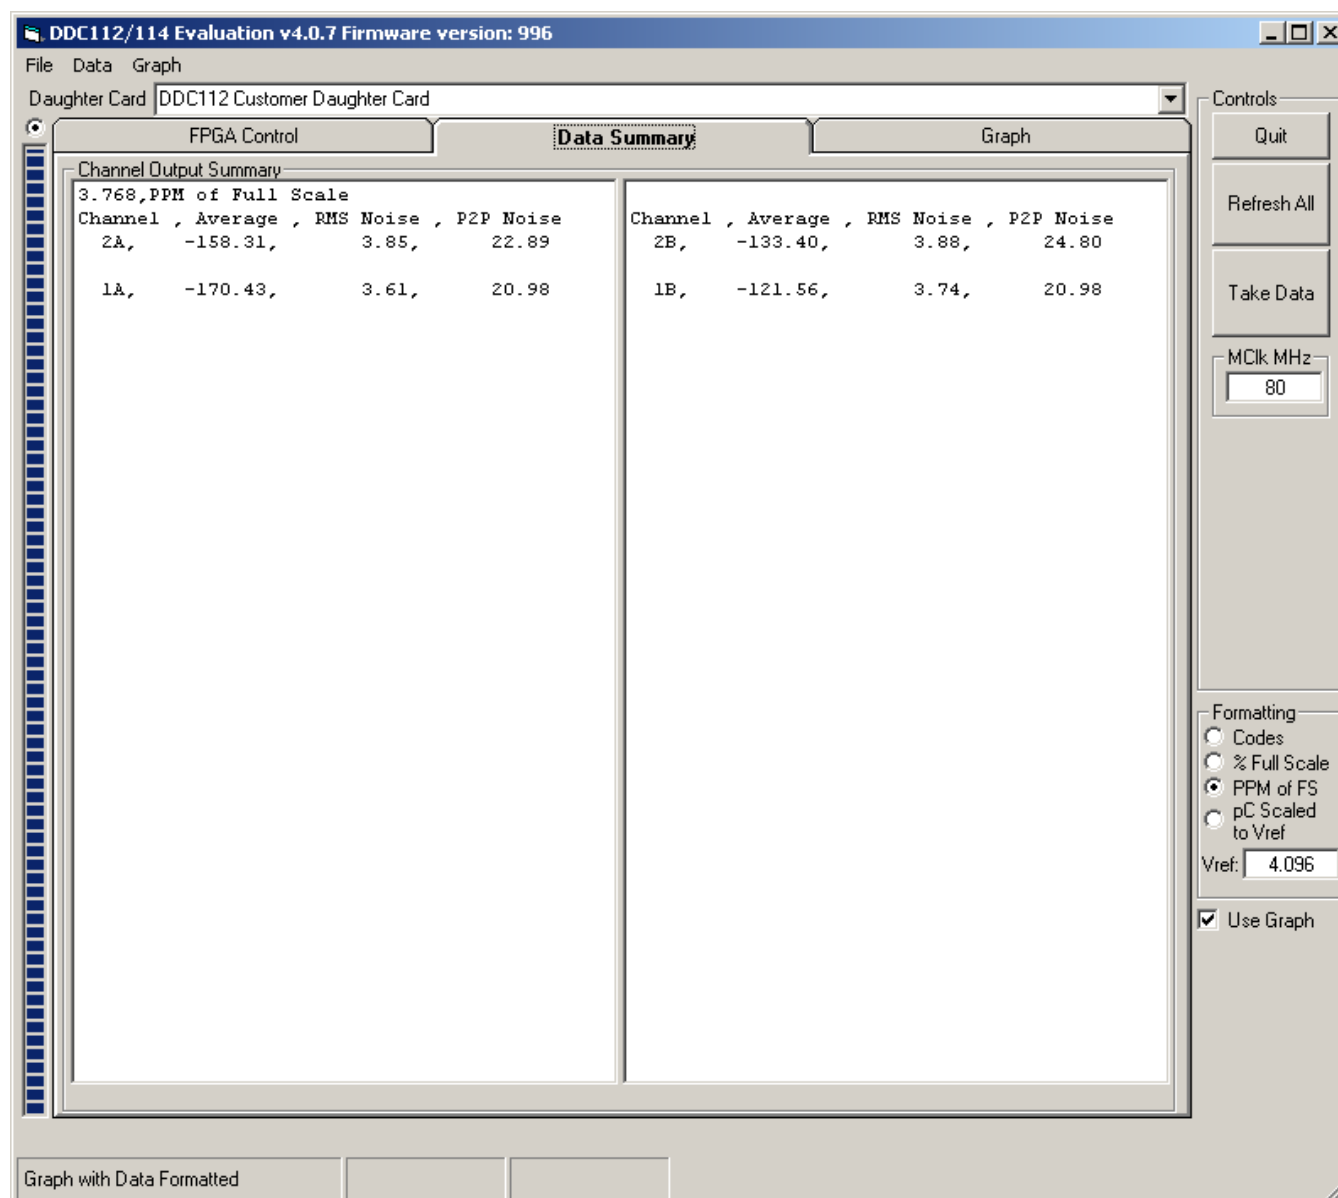 DDC112/114 Evaluation v4.0.7 Firmware version: 996
File Data Graph
Daughter Card DDC112 Customer Daughter Card
FPGA Control Data Summary Graph
Channel Output Summary
3.768,PPM of Full Scale
Channel , Average , RMS Noise , P2P Noise
2A, -158.31, 3.85, 22.89
1A, -170.43, 3.61, 20.98
Channel , Average , RMS Noise , P2P Noise
2B, -133.40, 3.88, 24.80
1B, -121.56, 3.74, 20.98
Controls
Quit
Refresh All
Take Data
MClk MHz
80
Formatting
Codes
% Full Scale
PPM of FS
pC Scaled
to Vref
Vref: 4.096
Use Graph
Graph with Data Formatted